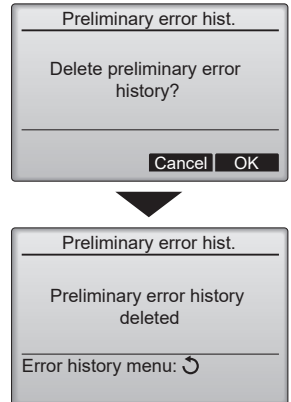 Preliminary error hist.
Delete preliminary error
history?
Cancel OK
Preliminary error hist.
Preliminary error history
deleted
Error history menu: